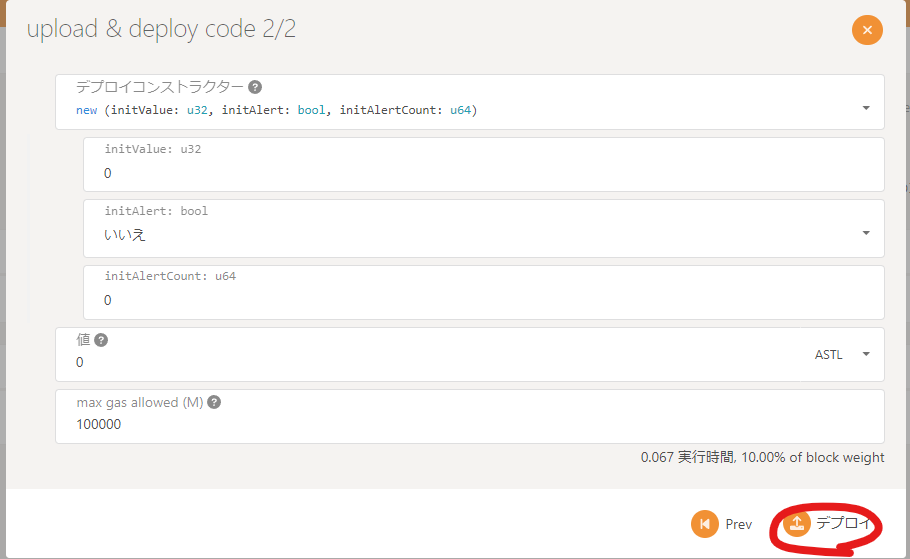 upload & deploy code 2/2
デプロイコンストラクター ?
new (initValue: u32, initAlert: bool, initAlertCount: u64)
initValue: u32
0
initAlert: bool
いいえ
initAlertCount: u64
0
値 ?
0
ASTL
max gas allowed (M) ?
100000
0.067 実行時間, 10.00% of block weight
Prev
デプロイ